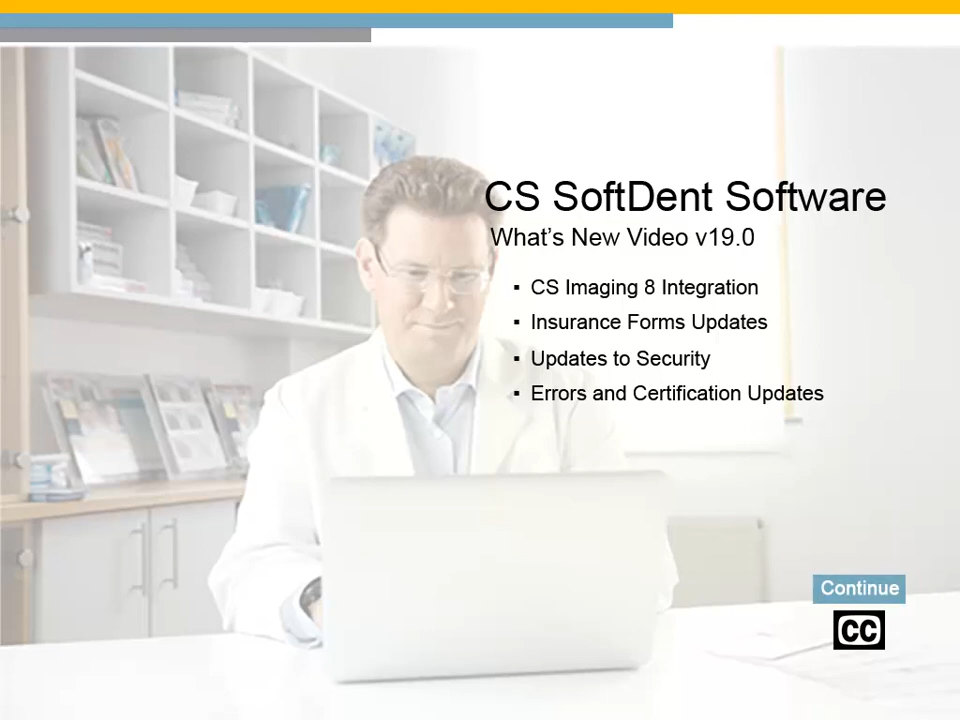 CS SoftDent Software
What's New Video v19.0
▪ CS Imaging 8 Integration
▪ Insurance Forms Updates
▪ Updates to Security
▪ Errors and Certification Updates
Continue
CC